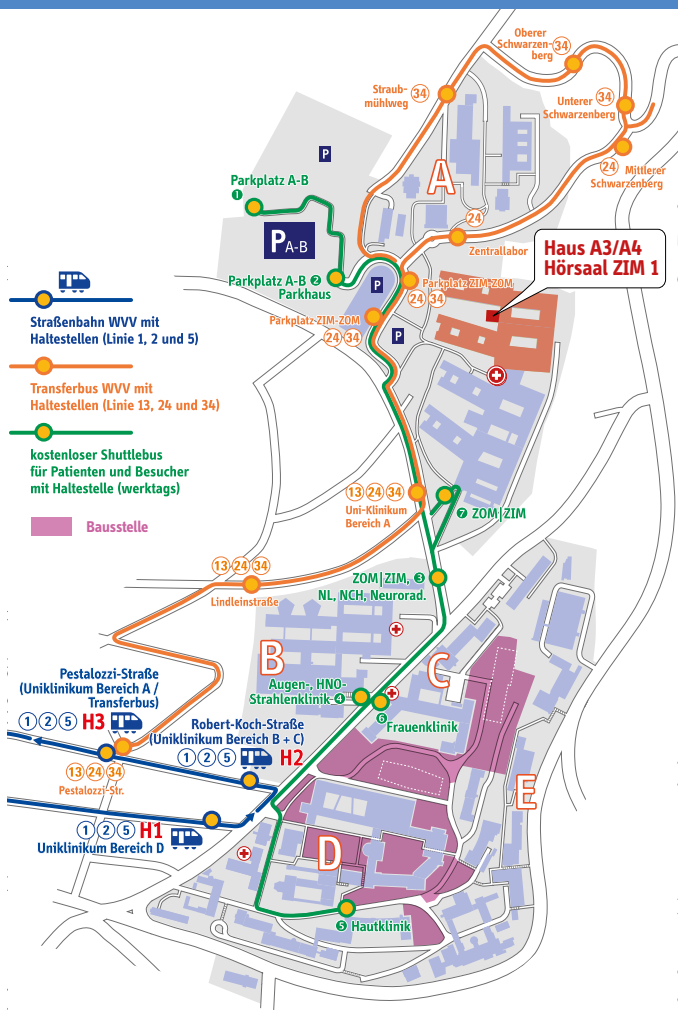 Oberer
Schwarzen-
berg
34
Straub-
mühlweg
34
Unterer
Schwarzenberg
34
24
Mittlerer
Schwarzenberg
P
Parkplatz A-B
1
A
24
Zentrallabor
P A-B
Haus A3/A4
Hörsaal ZIM 1
Parkplatz A-B 2
Parkhaus
P
Parkplatz ZIM-ZOM
24 34
Parkplatz ZIM-ZOM
24 34
P
Straßenbahn WVV mit
Haltestellen (Linie 1, 2 und 5)
Transferbus WVV mit
Haltestellen (Linie 13, 24 und 34)
kostenloser Shuttlebus
für Patienten und Besucher
mit Haltestelle (werktags)
Bausstelle
13 24 34
Uni-Klinikum
Bereich A
7 ZOM|ZIM
13 24 34
Lindleinstraße
ZOM|ZIM, 3
NL, NCH, Neurorad.
B
C
Pestalozzi-Straße
(Uniklinikum Bereich A /
Transferbus)
1 2 5 H3
Augen-, HNO-
Strahlenklinik 4
6
Frauenklinik
Robert-Koch-Straße
(Uniklinikum Bereich B + C)
1 2 5 H2
13 24 34
Pestalozzi-Str.
E
1 2 5 H1
Uniklinikum Bereich D
D
5 Hautklinik